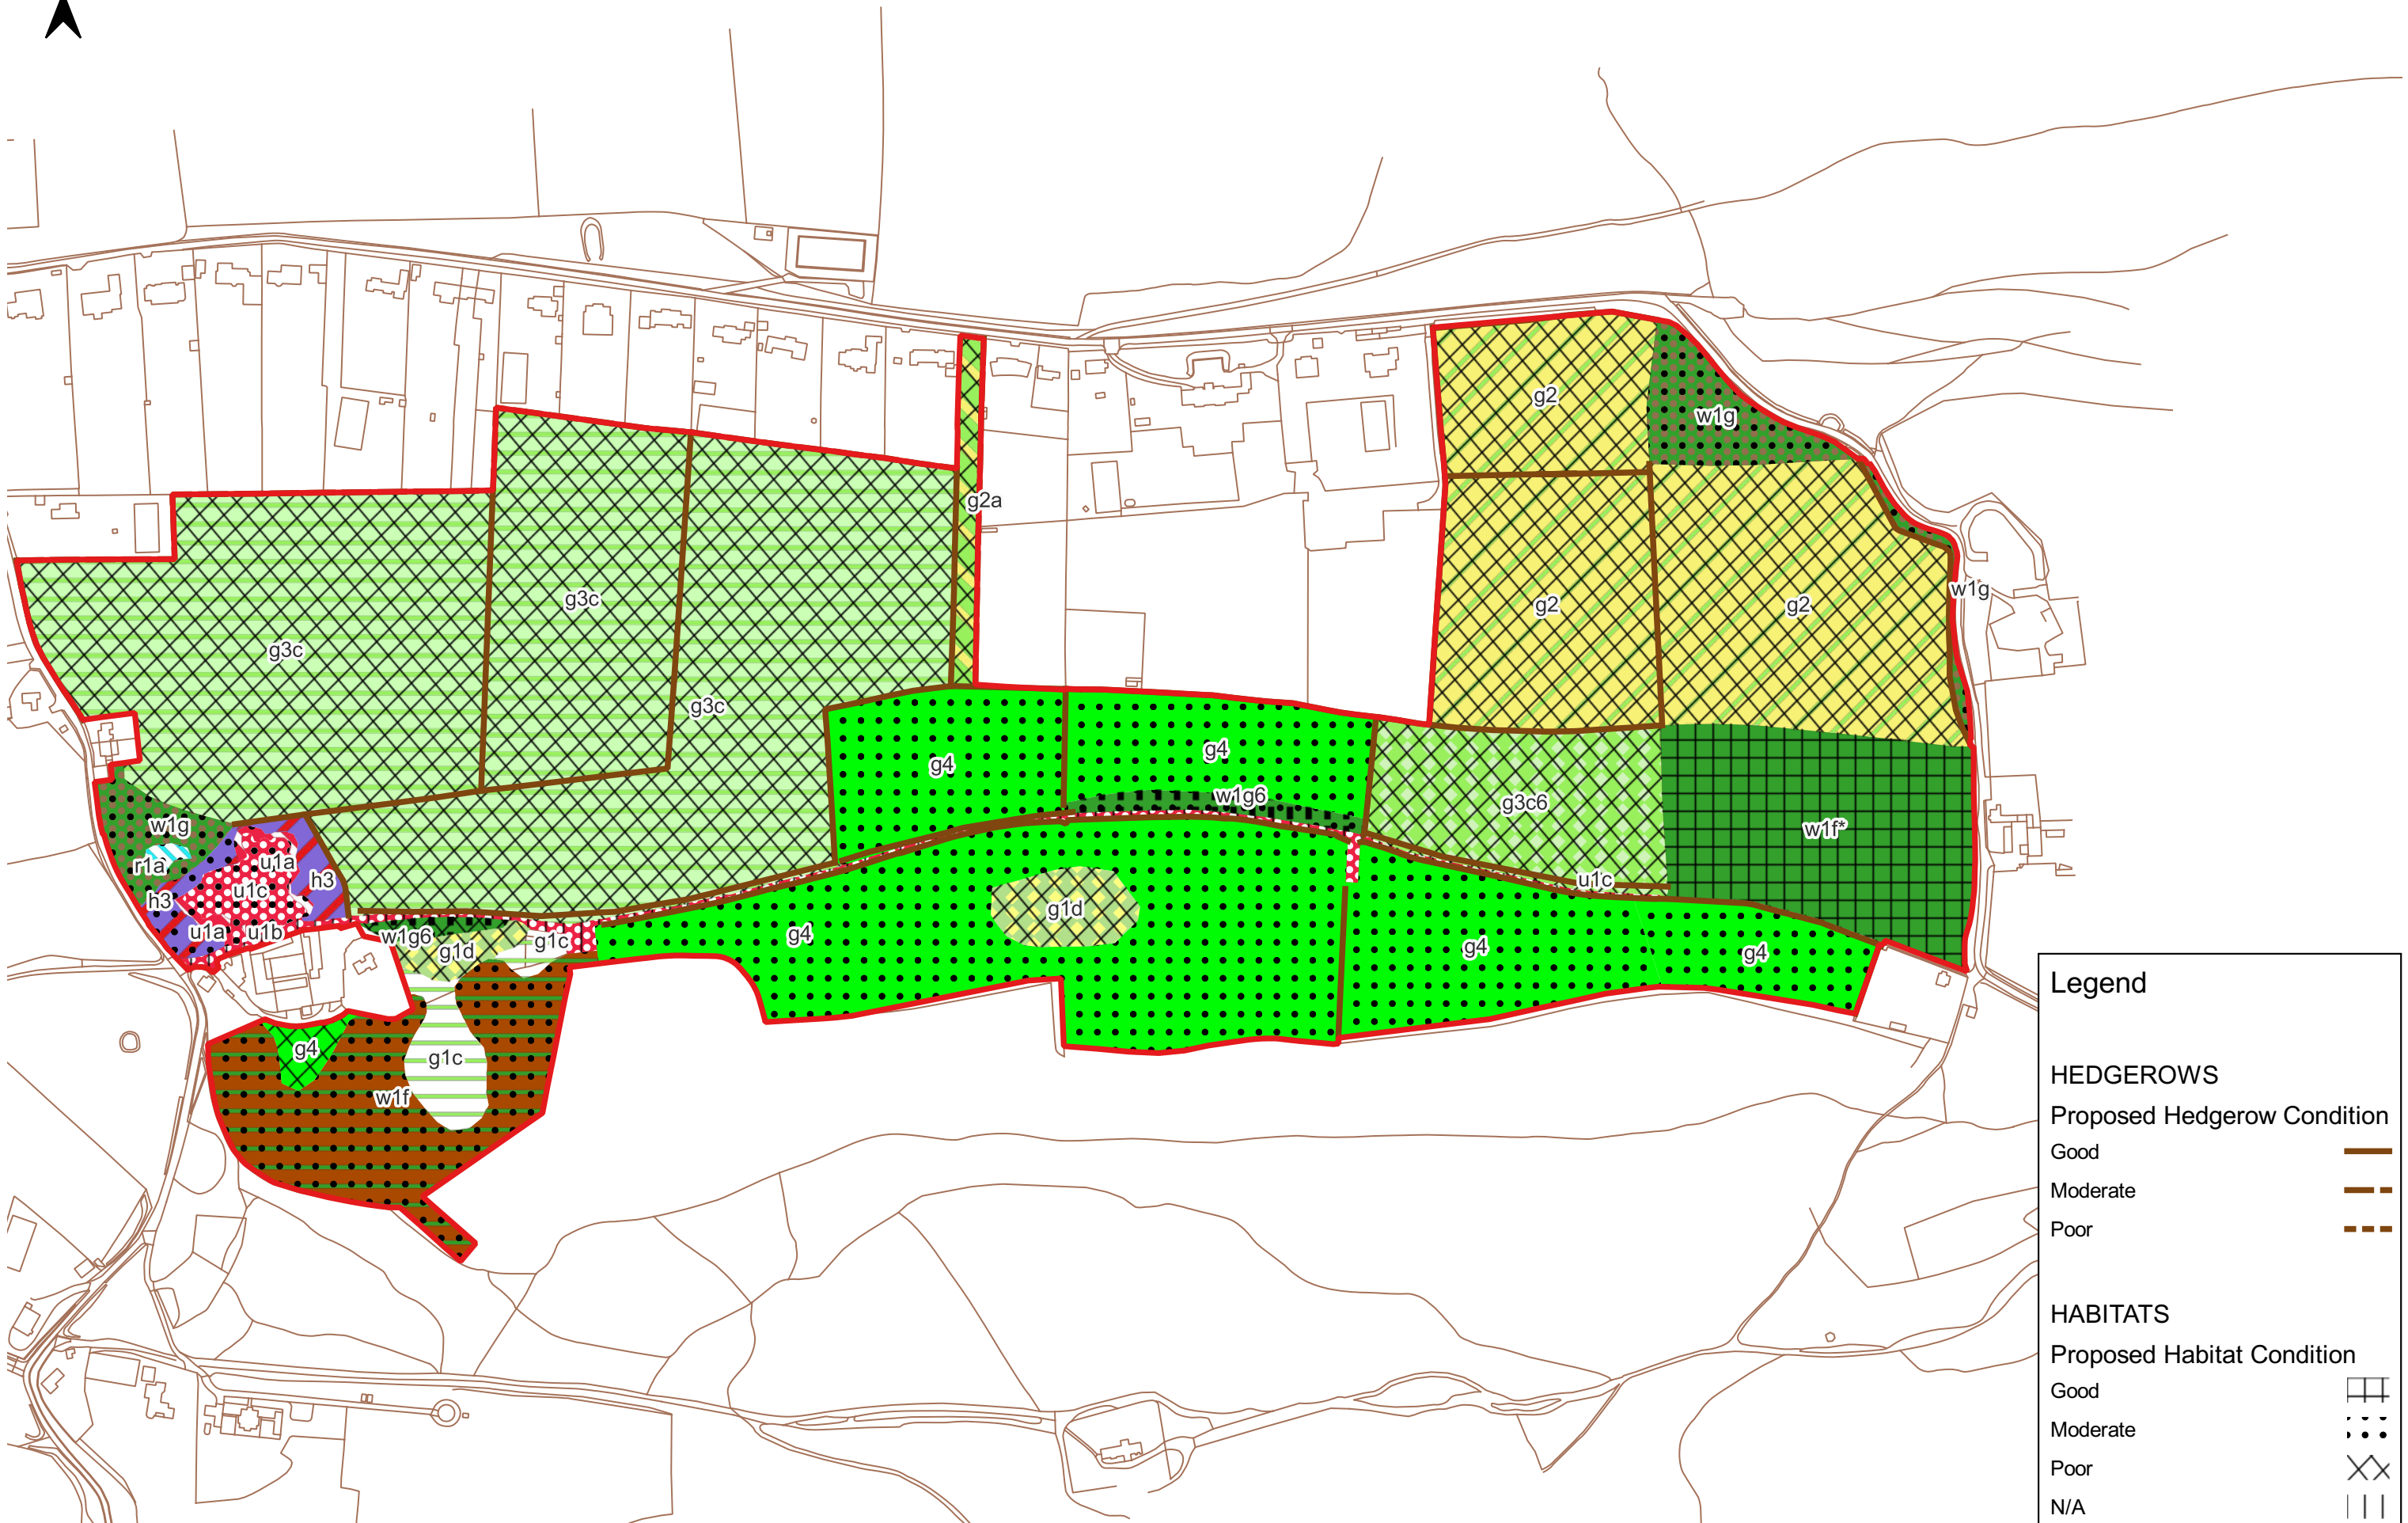 g2
w1g
g2a
g3c
g2
g2
w1g
g3c
g3c
g4
g4
w1g6
g3c6
w1g
w1f*
r1a
u1a
u1c
h3
h3
u1c
g1d
u1a
u1b
w1g6
g1d
g1c
g4
g4
g4
g4
g1c
w1f
Legend
HEDGEROWS
Proposed Hedgerow Condition
Good
Moderate
Poor
HABITATS
Proposed Habitat Condition
Good
Moderate
Poor
N/A